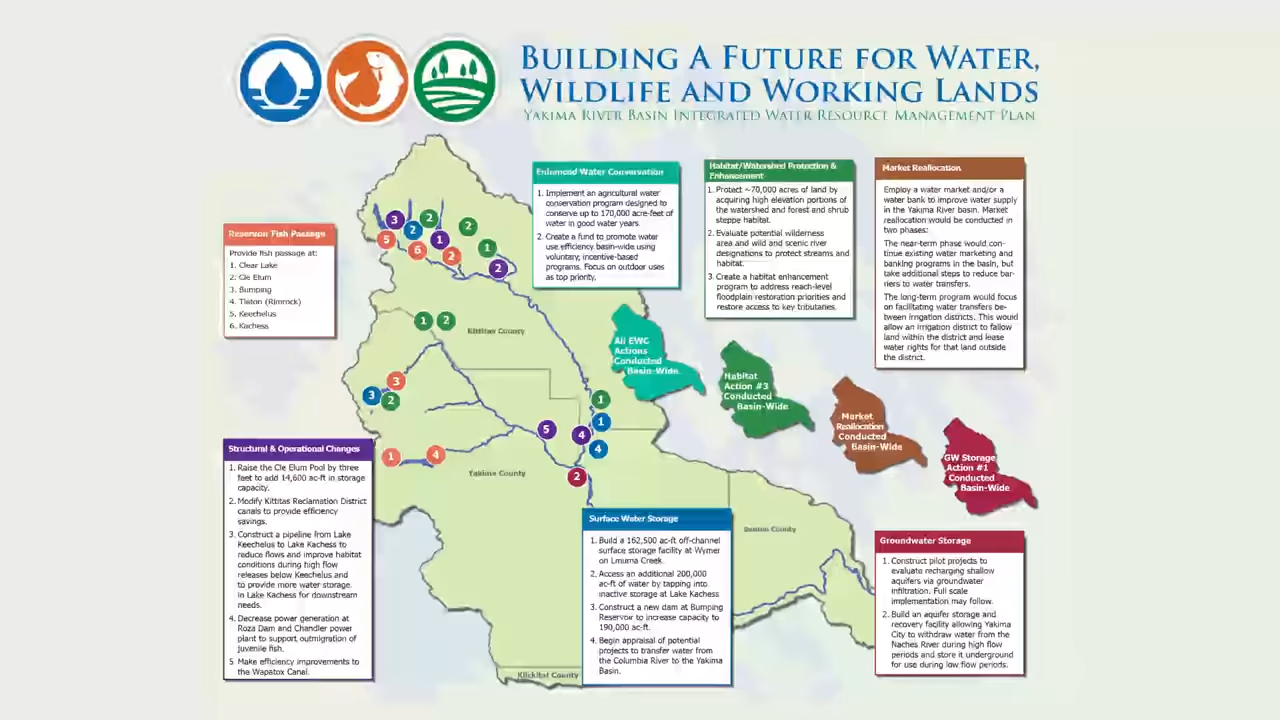 BUILDING A FUTURE FOR WATER,
WILDLIFE AND WORKING LANDS
YAKIMA RIVER BASIN INTEGRATED WATER RESOURCE MANAGEMENT PLAN
Reservoir Fish Passage
Provide fish passage at:
1. Clear Lake
2. Cle Elum
3. Bumping
4. Tieton (Rimrock)
5. Keechelus
6. Kachess
Enhanced Water Conservation
1. Implement an agricultural water
conservation program designed to
conserve up to 170,000 acre-feet of
water in good water years.
2. Create a fund to promote water
use efficiency basin-wide using
voluntary, incentive-based
programs. Focus on outdoor uses
as top priority.
Habitat/Watershed Protection &
Enhancement
1. Protect ~70,000 acres of land by
acquiring high elevation portions of
the watershed and forest and shrub
steppe habitat.
2. Evaluate potential wilderness
area and wild and scenic river
designations to protect streams and
habitat.
3. Create a habitat enhancement
program to address reach-level
floodplain restoration priorities and
restore access to key tributaries.
Market Reallocation
Employ a water market and/or a
water bank to improve water supply
in the Yakima River basin. Market
reallocation would be conducted in
two phases:
The near-term phase would con-
tinue existing water marketing and
banking programs in the basin, but
take additional steps to reduce bar-
riers to water transfers.
The long-term program would focus
on facilitating water transfers be-
tween irrigation districts. This would
allow an irrigation district to fallow
land within the district and lease
water rights for that land outside
the district.
3
2
2
1
2
5
6
2
1
2
1
2
Kittitas County
3
3
2
1
1
5
4
4
1
4
2
Yakima County
Benton County
Klickitat County
All EWC
Actions
Conducted
Basin-Wide
Habitat
Action #3
Conducted
Basin-Wide
Market
Reallocation
Conducted
Basin-Wide
GW Storage
Action #1
Conducted
Basin-Wide
Structural & Operational Changes
1. Raise the Cle Elum Pool by three
feet to add 14,600 ac-ft in storage
capacity.
2. Modify Kittitas Reclamation District
canals to provide efficiency
savings.
3. Construct a pipeline from Lake
Keechelus to Lake Kachess to
reduce flows and improve habitat
conditions during high flow
releases below Keechelus and
to provide more water storage
in Lake Kachess for downstream
needs.
4. Decrease power generation at
Roza Dam and Chandler power
plant to support outmigration of
juvenile fish.
5. Make efficiency improvements to
the Wapatox Canal.
Surface Water Storage
1. Build a 162,500 ac-ft off-channel
surface storage facility at Wymer
on Lmuma Creek.
2. Access an additional 200,000
ac-ft of water by tapping into
inactive storage at Lake Kachess
3. Construct a new dam at Bumping
Reservoir to increase capacity to
190,000 ac-ft.
4. Begin appraisal of potential
projects to transfer water from
the Columbia River to the Yakima
Basin.
Groundwater Storage
1. Construct pilot projects to
evaluate recharging shallow
aquifers via groundwater
infiltration. Full scale
implementation may follow.
2. Build an aquifer storage and
recovery facility allowing Yakima
City to withdraw water from the
Naches River during high flow
periods and store it underground
for use during low flow periods.